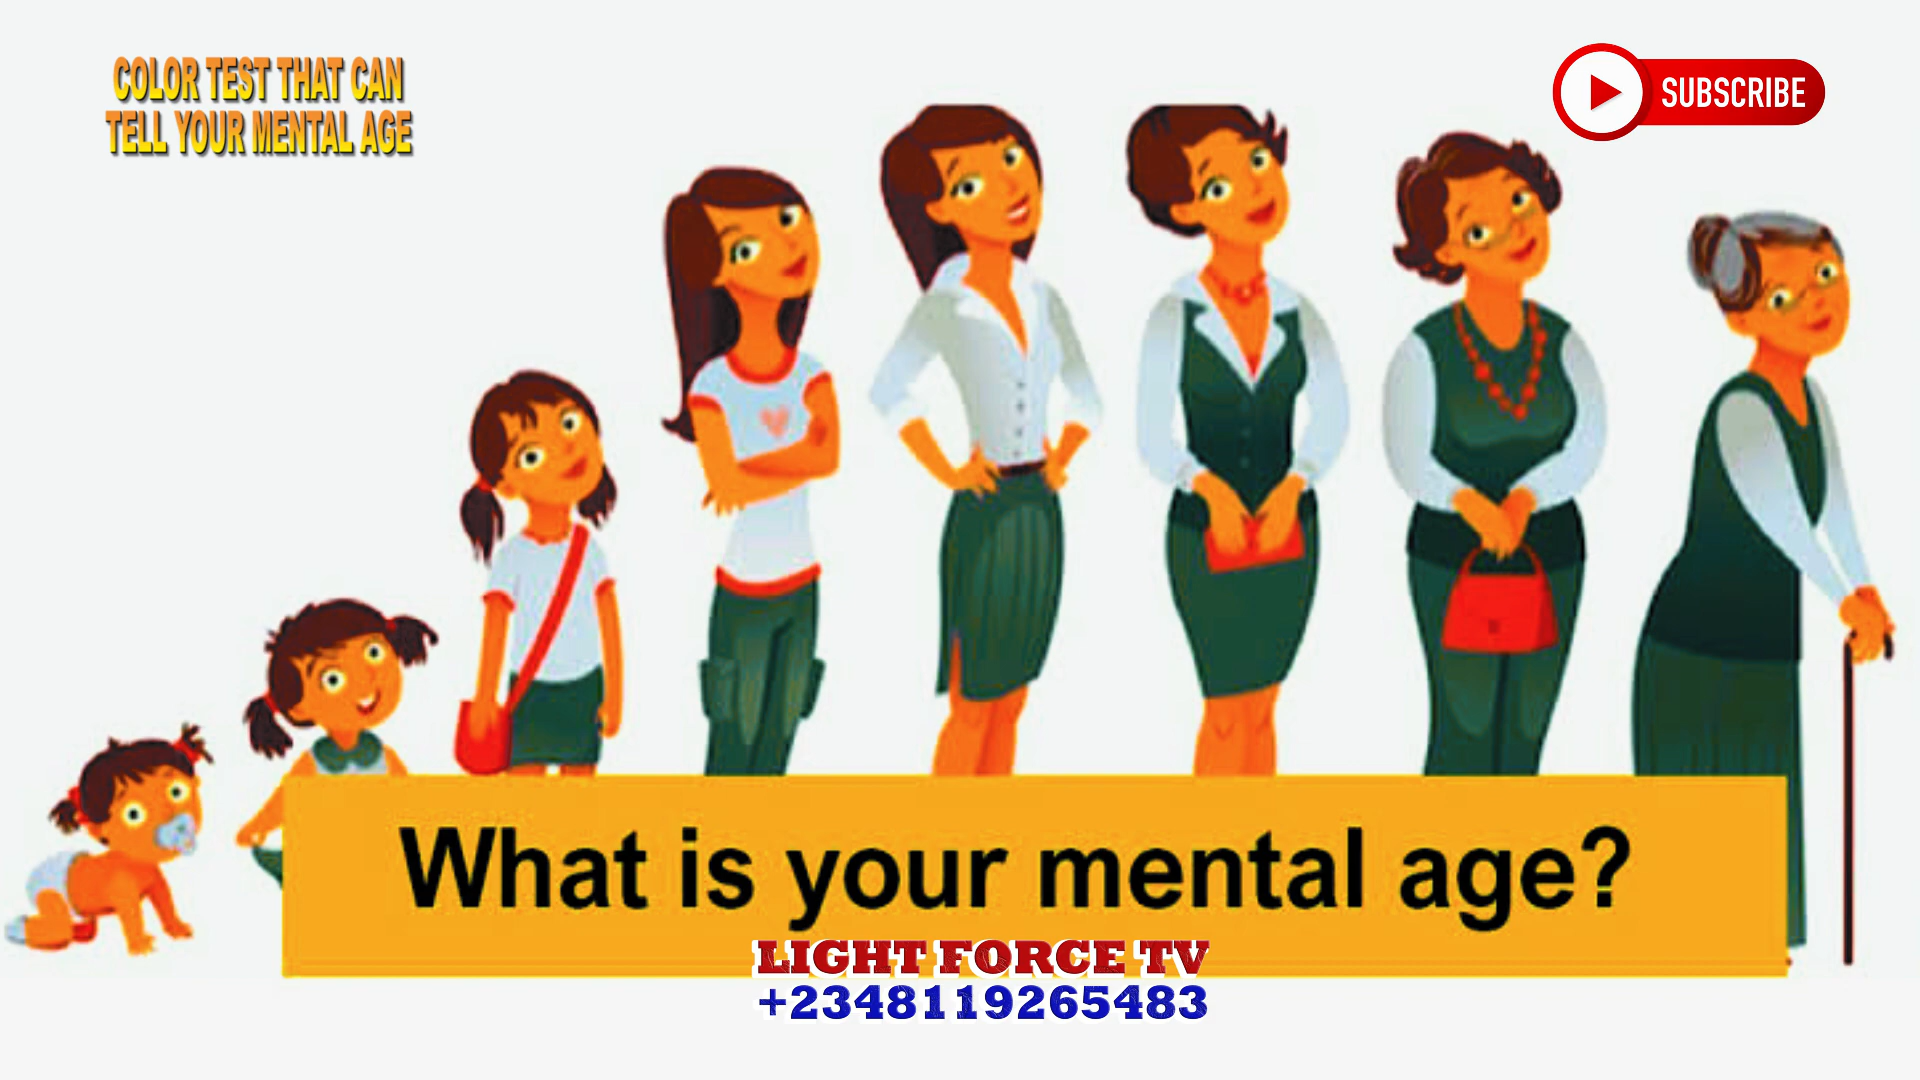 COLOR TEST THAT CAN
TELL YOUR MENTAL AGE
SUBSCRIBE
What is your mental age?
LIGHT FORCE TV
+2348119265483